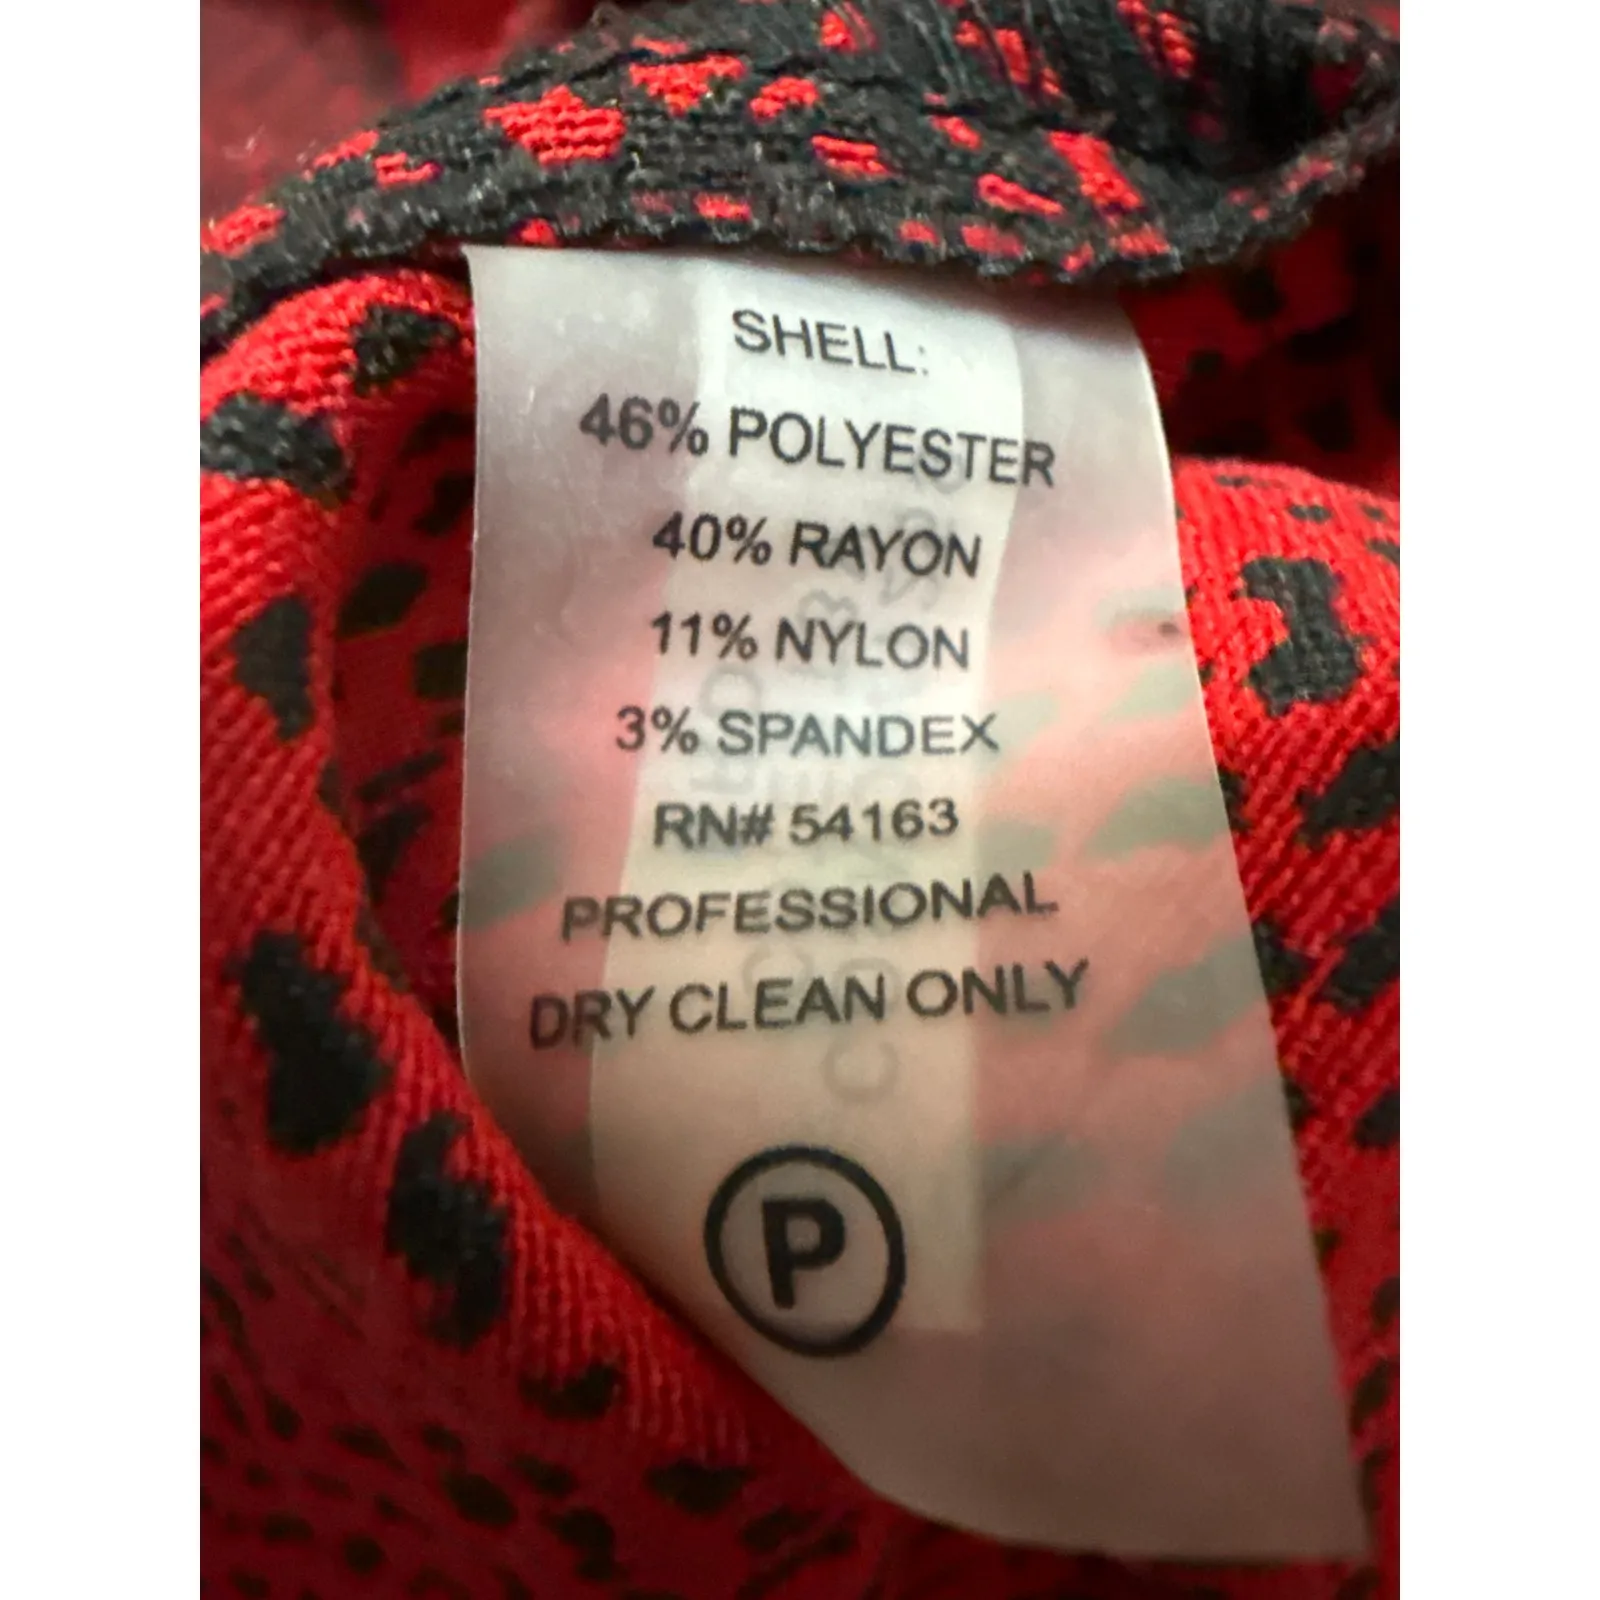 SHELL:
46% POLYESTER
40% RAYON
11% NYLON
3% SPANDEX
RN# 54163
PROFESSIONAL
DRY CLEAN ONLY
P